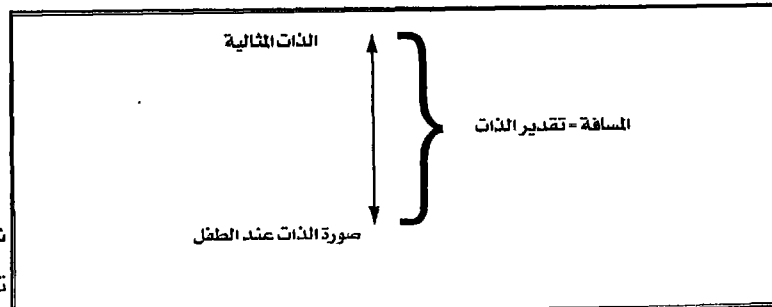 الذات المثالية
المسافة = تقدير الذات
صورة الذات عند الطفل